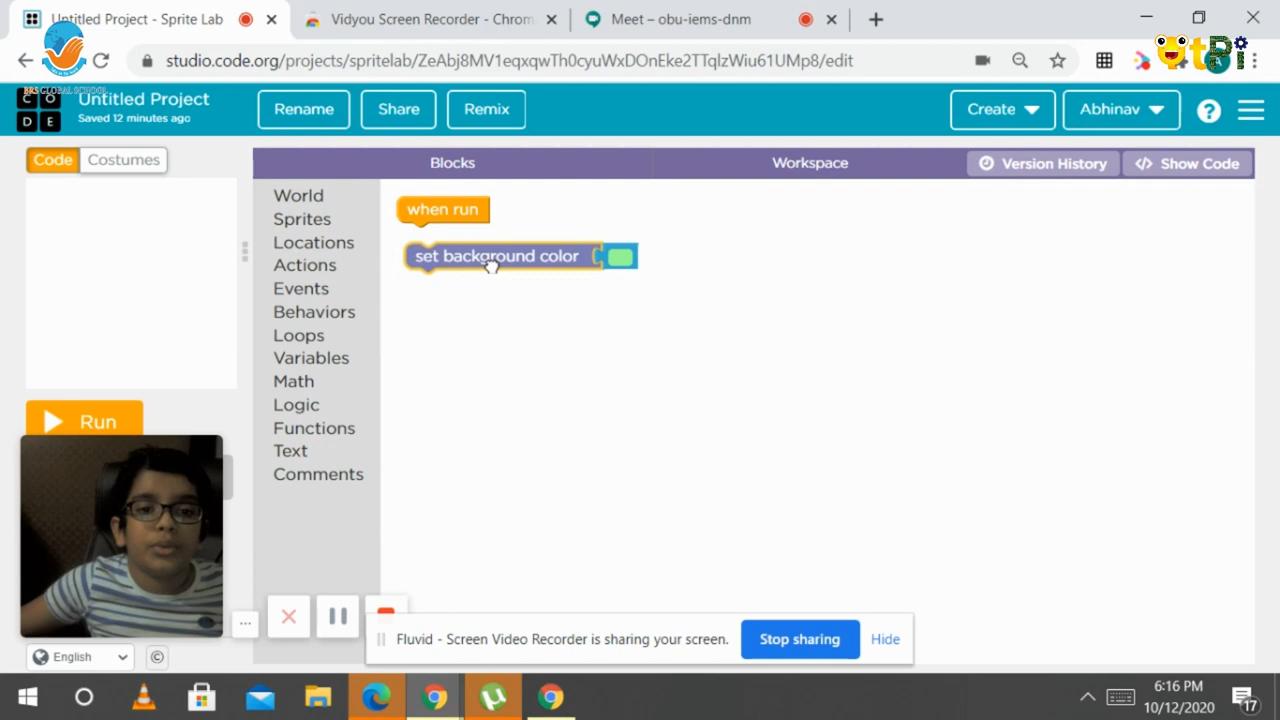 Untitled Project - Sprite Lab
Vidyou Screen Recorder - Chrom
Meet – obu-iems-dnm
studio.code.org/projects/spritelab/ZeAbj8MV1eqxqwTh0cyuWxDOnEke2TTqlzWiu61UMp8/edit
BRS GLOBAL SCHOOL
UtPi
C O
D E
Untitled Project
Saved 12 minutes ago
Rename
Share
Remix
Create
Abhinav
?
Code
Costumes
Blocks
Workspace
Version History
</> Show Code
World
Sprites
Locations
Actions
Events
Behaviors
Loops
Variables
Math
Logic
Functions
Text
Comments
when run
set background color
Run
Fluvid - Screen Video Recorder is sharing your screen.
Stop sharing
Hide
English
©
6:16 PM
10/12/2020
17